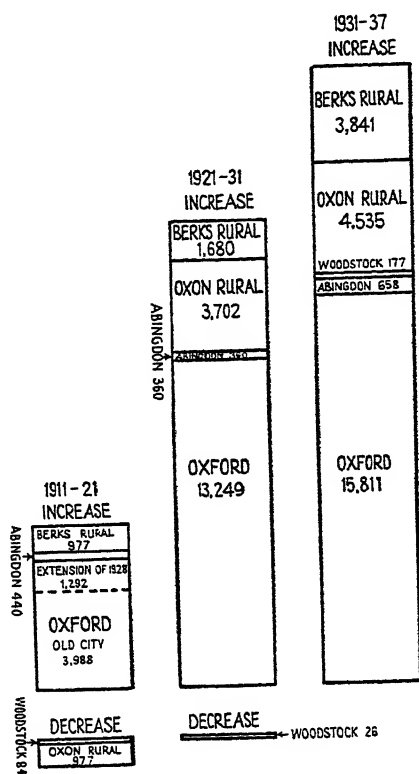 1931-37
INCREASE
BERKS RURAL
3,841
OXON RURAL
4,535
WOODSTOCK 177
ABINGDON 658
OXFORD
15,811
1921-31
INCREASE
BERKS RURAL
1,680
OXON RURAL
3,702
ABINGDON 360
ABINGDON 360
OXFORD
13,249
DECREASE
WOODSTOCK 26
1911-21
INCREASE
BERKS RURAL
977
ABINGDON 440
EXTENSION OF 1928
1,292
OXFORD
OLD CITY
3,988
DECREASE
WOODSTOCK 84
OXON RURAL
977